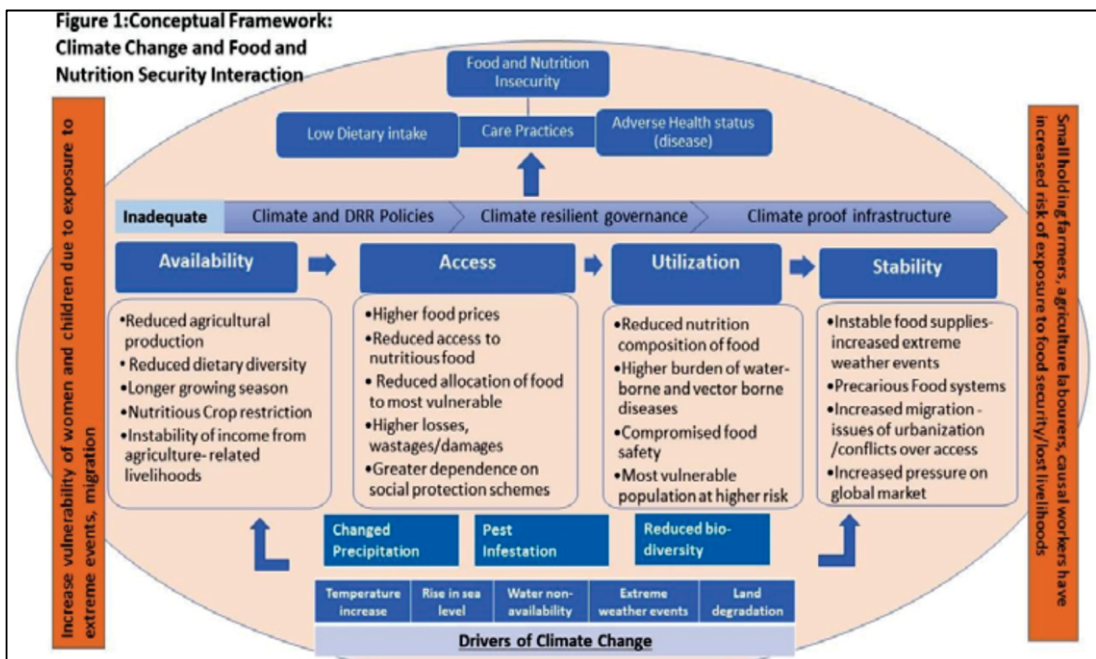 Figure 1:Conceptual Framework:
Climate Change and Food and
Nutrition Security Interaction
Food and Nutrition
Insecurity
Low Dietary intake
Care Practices
Adverse Health status
(disease)
Increase vulnerability of women and children due to exposure to
extreme events, migration
Inadequate
Climate and DRR Policies
Climate resilient governance
Climate proof infrastructure
Availability
•Reduced agricultural
production
• Reduced dietary diversity
•Longer growing season
•Nutritious Crop restriction
•Instability of income from
agriculture- related
livelihoods
Access
•Higher food prices
•Reduced access to
nutritious food
• Reduced allocation of food
to most vulnerable
•Higher losses,
wastages/damages
•Greater dependence on
social protection schemes
Utilization
•Reduced nutrition
composition of food
•Higher burden of water-
borne and vector borne
diseases
•Compromised food
safety
•Most vulnerable
population at higher risk
Stability
•Instable food supplies-
increased extreme
weather events
•Precarious Food systems
•Increased migration -
issues of urbanization
/conflicts over access
•Increased pressure on
global market
Small holding farmers, agriculture labourers, causal workers have
increased risk of exposure to food security/lost livelihoods
Changed
Precipitation
Pest
Infestation
Reduced bio-
diversity
Temperature
increase
Rise in sea
level
Water non-
availability
Extreme
weather events
Land
degradation
Drivers of Climate Change